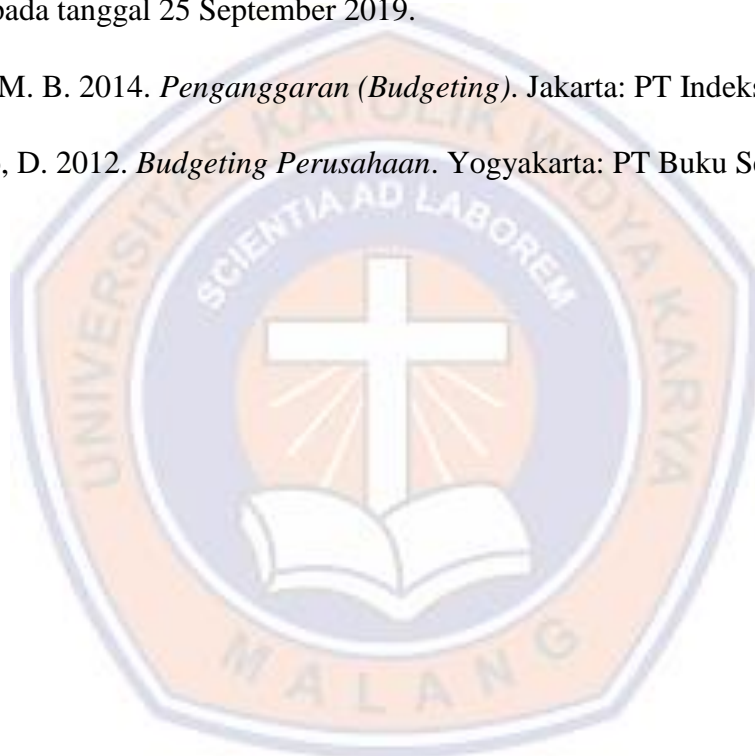 pada tanggal 25 September 2019.
M. B. 2014. Penganggaran (Budgeting). Jakarta: PT Indeks
, D. 2012. Budgeting Perusahaan. Yogyakarta: PT Buku
UNIVERSITAS KATOLIK WIDYA KARYA
SCIENTIA AD LABOREM
MALANG